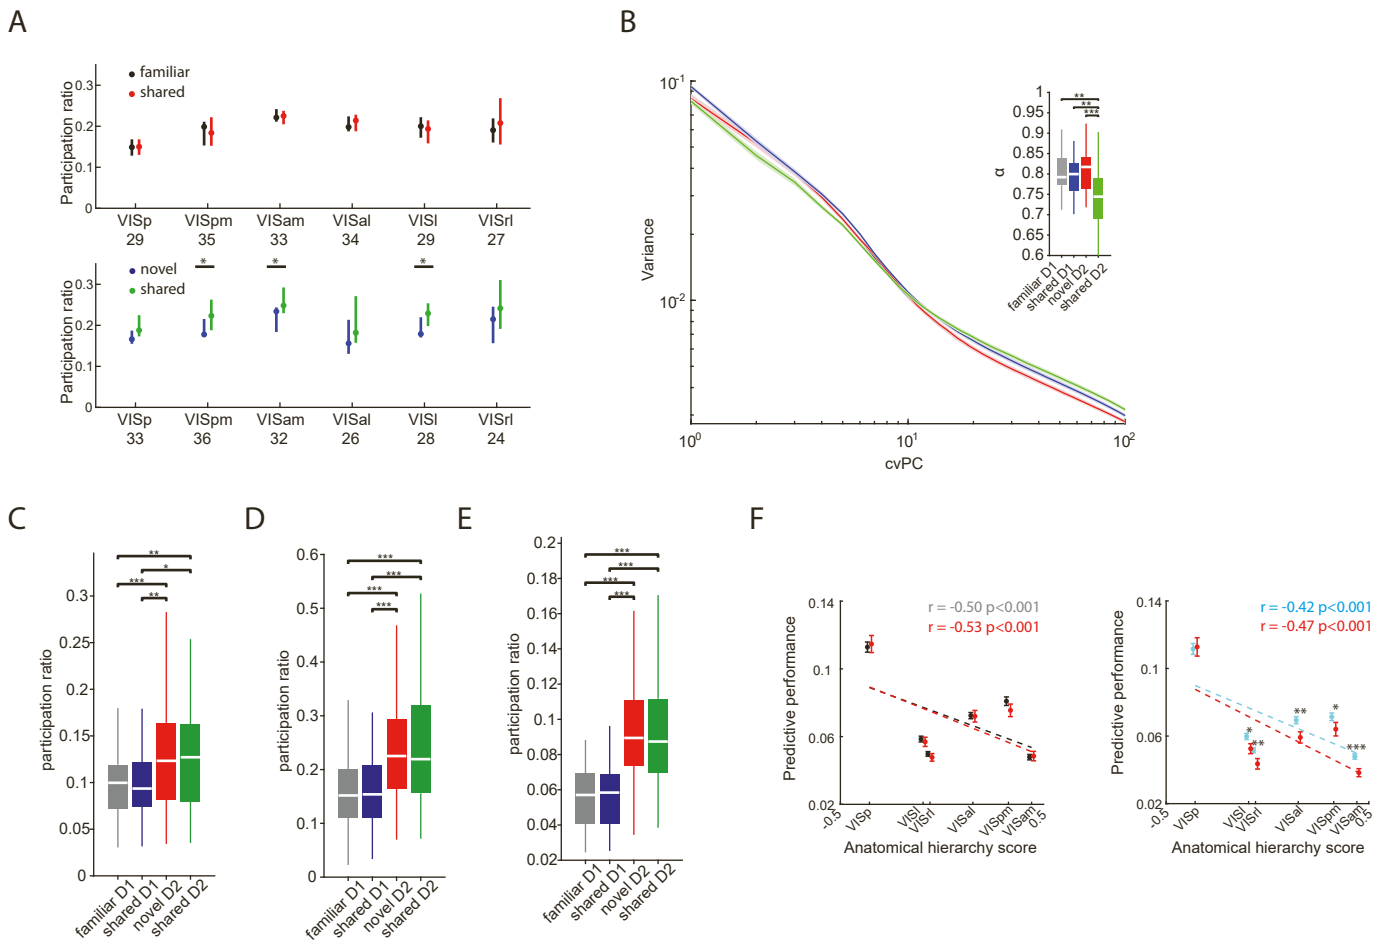 A
Participation ratio
0.3
0.2
0.1
0
familiar
shared
VISp VISpm VISam VISal VISl VISrl
29 35 33 34 29 27
Participation ratio
0.3
0.2
0.1
0
novel
shared
* * *
VISp VISpm VISam VISal VISl VISrl
33 36 32 26 28 24
B
Variance
10-1
10-2
100 101 102
cvPC
α
1
0.95
0.9
0.85
0.8
0.75
0.7
0.65
0.6
**
**
***
familiar D1
shared D1
novel D2
shared D2
C
participation ratio
0.3
0.25
0.2
0.15
0.1
0.05
0
**
*
***
**
familiar D1
shared D1
novel D2
shared D2
D
participation ratio
0.6
0.5
0.4
0.3
0.2
0.1
0
***
***
***
***
familiar D1
shared D1
novel D2
shared D2
E
participation ratio
0.2
0.18
0.16
0.14
0.12
0.1
0.08
0.06
0.04
0.02
***
***
***
***
familiar D1
shared D1
novel D2
shared D2
F
Predictive performance
0.14
0.1
0.06
0.02
r = -0.50 p<0.001
r = -0.53 p<0.001
-0.5 VISp VISl VISrl VISal VISpm VISam 0.5
Anatomical hierarchy score
Predictive performance
0.14
0.1
0.06
0.02
r = -0.42 p<0.001
r = -0.47 p<0.001
* ** ** * ***
-0.5 VISp VISl VISrl VISal VISpm VISam 0.5
Anatomical hierarchy score